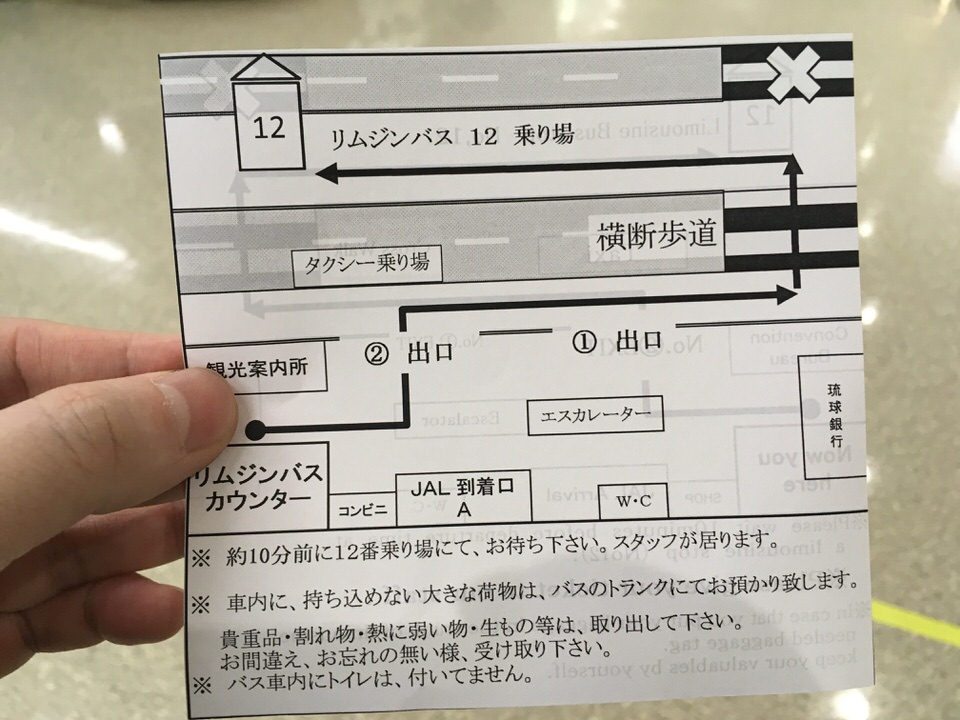 12
リムジンバス 12 乗り場
横断歩道
タクシー乗り場
② 出口
① 出口
観光案内所
エスカレーター
琉球銀行
リムジンバス
カウンター
コンビニ
JAL 到着口
A
W・C
※ 約10分前に12番乗り場にて、お待ち下さい。スタッフが居ります。
※ 車内に、持ち込めない大きな荷物は、バスのトランクにてお預かり致します。
貴重品・割れ物・熱に弱い物・生もの等は、取り出して下さい。
お間違え、お忘れの無い様、受け取り下さい。
※ バス車内にトイレは、付いてません。